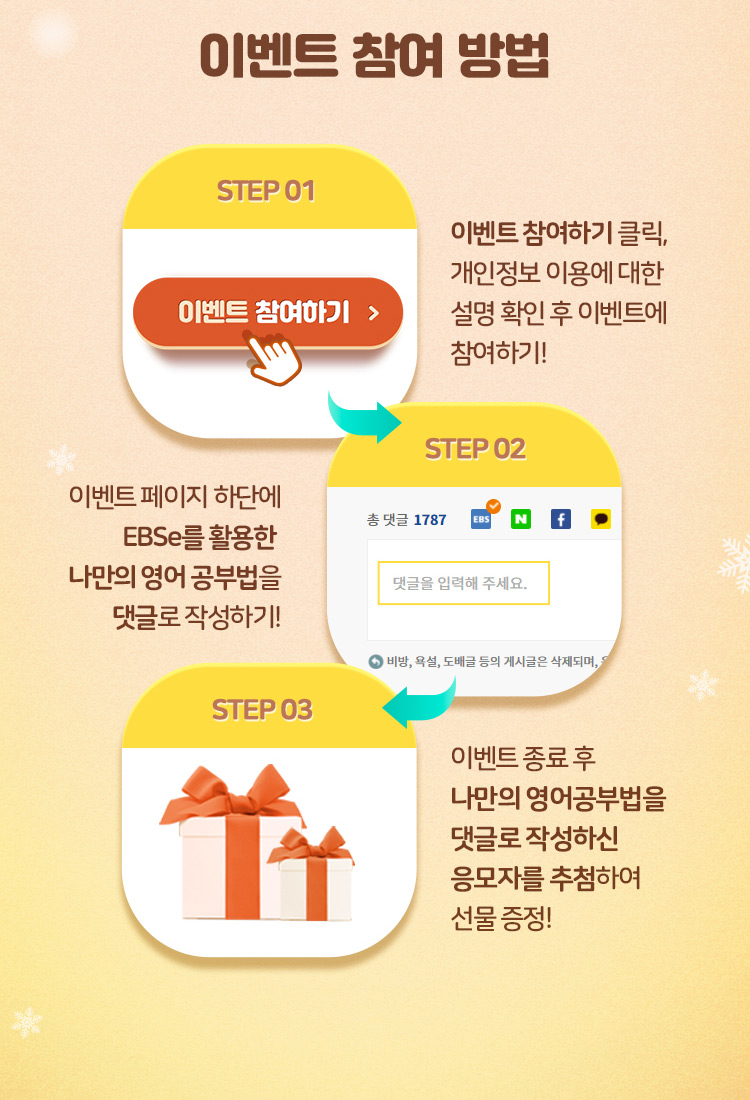 이벤트 참여 방법
STEP 01
이벤트 참여하기 >
이벤트 참여하기 클릭,
개인정보 이용에 대한
설명 확인 후 이벤트에
참여하기!
STEP 02
총 댓글 1787
EBS
N
f
댓글을 입력해 주세요.
비방, 욕설, 도배글 등의 게시글은 삭제되며,
이벤트 페이지 하단에
EBSe를 활용한
나만의 영어 공부법을
댓글로 작성하기!
STEP 03
이벤트 종료 후
나만의 영어공부법을
댓글로 작성하신
응모자를 추첨하여
선물 증정!